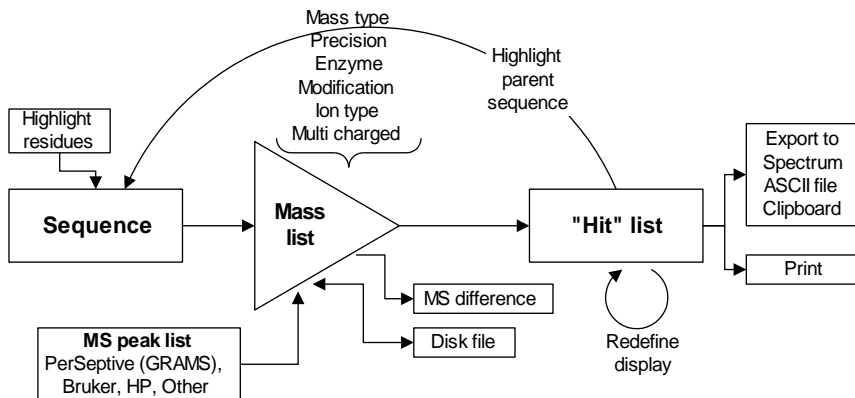 Mass type
Precision
Enzyme
Modification
Ion type
Multi charged
Highlight
parent
sequence
Highlight
residues
Sequence
Mass
list
"Hit" list
Export to
Spectrum
ASCII file
Clipboard
Print
MS difference
Disk file
Redefine
display
MS peak list
PerSeptive (GRAMS),
Bruker, HP, Other